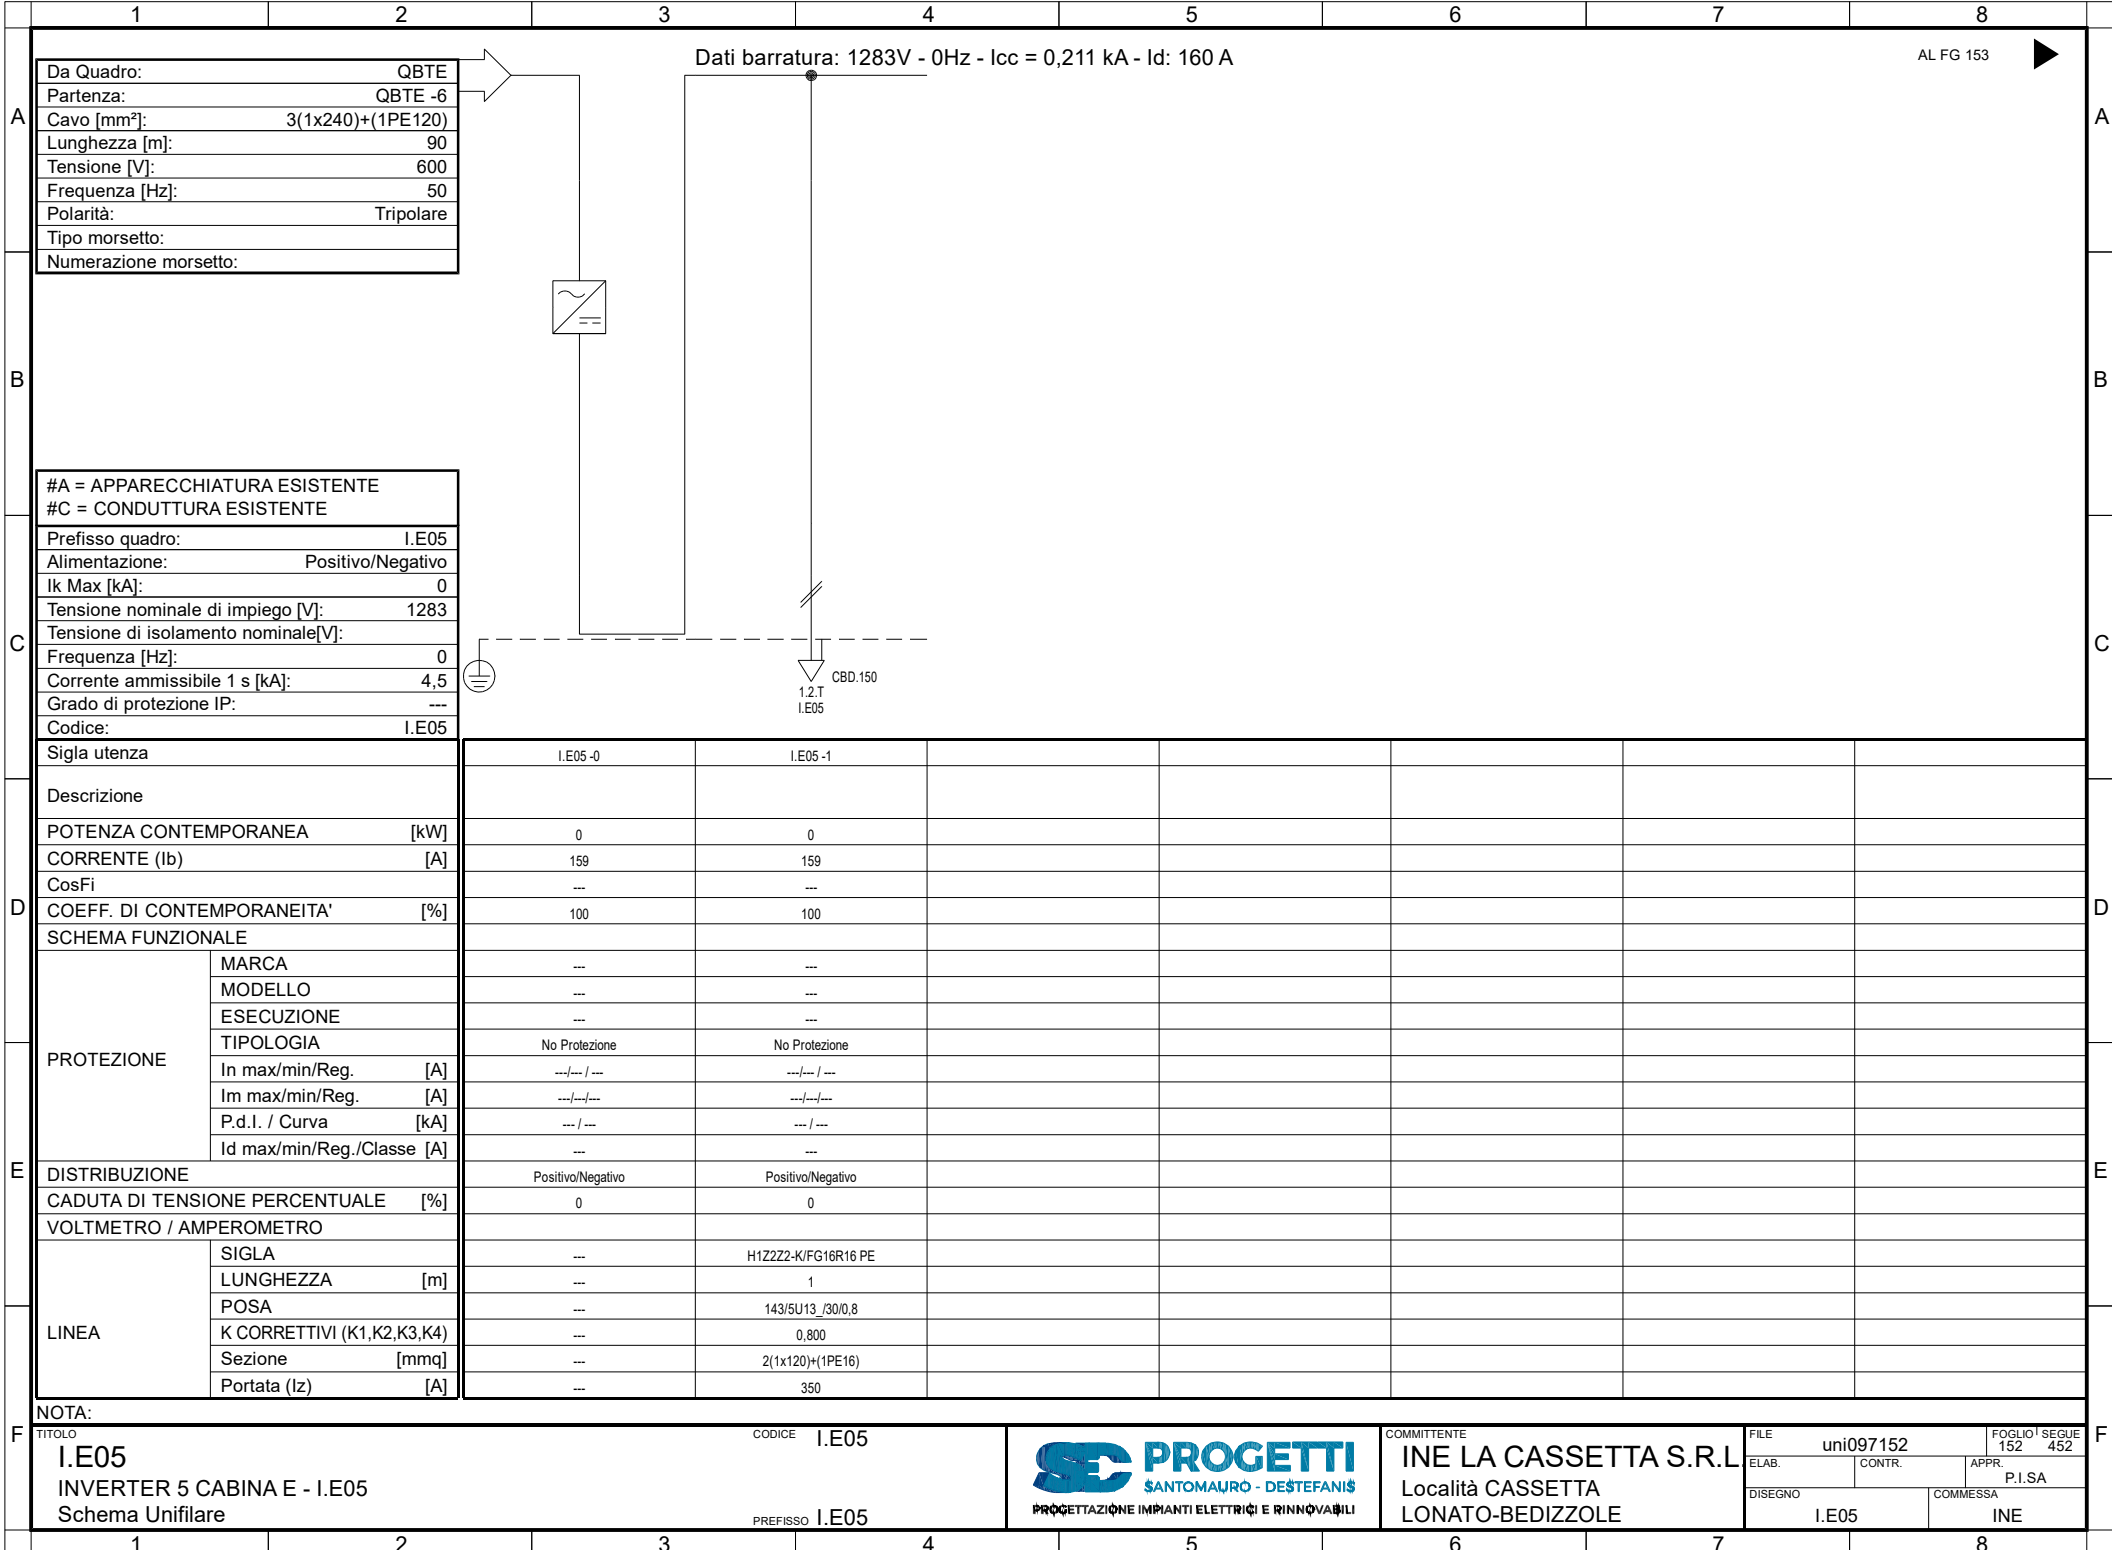 1 2 3 4 5 6 7 8
Dati barratura: 1283V - 0Hz - Icc = 0,211 kA - Id: 160 A
AL FG 153
Da Quadro: QBTE
Partenza: QBTE -6
Cavo [mm²]: 3(1x240)+(1PE120)
Lunghezza [m]: 90
Tensione [V]: 600
Frequenza [Hz]: 50
Polarità: Tripolare
Tipo morsetto:
Numerazione morsetto:
A A
B B
#A = APPARECCHIATURA ESISTENTE
#C = CONDUTTURA ESISTENTE
Prefisso quadro: I.E05
Alimentazione: Positivo/Negativo
Ik Max [kA]: 0
Tensione nominale di impiego [V]: 1283
Tensione di isolamento nominale[V]:
Frequenza [Hz]: 0
Corrente ammissibile 1 s [kA]: 4,5
Grado di protezione IP: ---
Codice: I.E05
C C
CBD.150
1.2.T
I.E05
Sigla utenza I.E05 -0 I.E05 -1
Descrizione
POTENZA CONTEMPORANEA [kW] 0 0
CORRENTE (Ib) [A] 159 159
CosFi --- ---
D COEFF. DI CONTEMPORANEITA' [%] 100 100 D
SCHEMA FUNZIONALE
PROTEZIONE
MARCA --- ---
MODELLO --- ---
ESECUZIONE --- ---
TIPOLOGIA No Protezione No Protezione
In max/min/Reg. [A] ---/--- / --- ---/--- / ---
Im max/min/Reg. [A] ---/---/--- ---/---/---
P.d.I. / Curva [kA] --- / --- --- / ---
Id max/min/Reg./Classe [A] --- ---
E DISTRIBUZIONE Positivo/Negativo Positivo/Negativo E
CADUTA DI TENSIONE PERCENTUALE [%] 0 0
VOLTMETRO / AMPEROMETRO
LINEA
SIGLA --- H1Z2Z2-K/FG16R16 PE
LUNGHEZZA [m] --- 1
POSA --- 143/5U13_/30/0,8
K CORRETTIVI (K1,K2,K3,K4) --- 0,800
Sezione [mmq] --- 2(1x120)+(1PE16)
Portata (Iz) [A] --- 350
NOTA:
F F
TITOLO
I.E05
INVERTER 5 CABINA E - I.E05
Schema Unifilare
CODICE I.E05
PREFISSO I.E05
PROGETTI
SANTOMAURO - DESTEFANIS
PROGETTAZIONE IMPIANTI ELETTRICI E RINNOVABILI
COMMITTENTE
INE LA CASSETTA S.R.L.
Località CASSETTA
LONATO-BEDIZZOLE
FILE uni097152
FOGLIO 152 SEGUE 452
ELAB. CONTR. APPR. P.I.SA
DISEGNO I.E05
COMMESSA INE
1 2 3 4 5 6 7 8